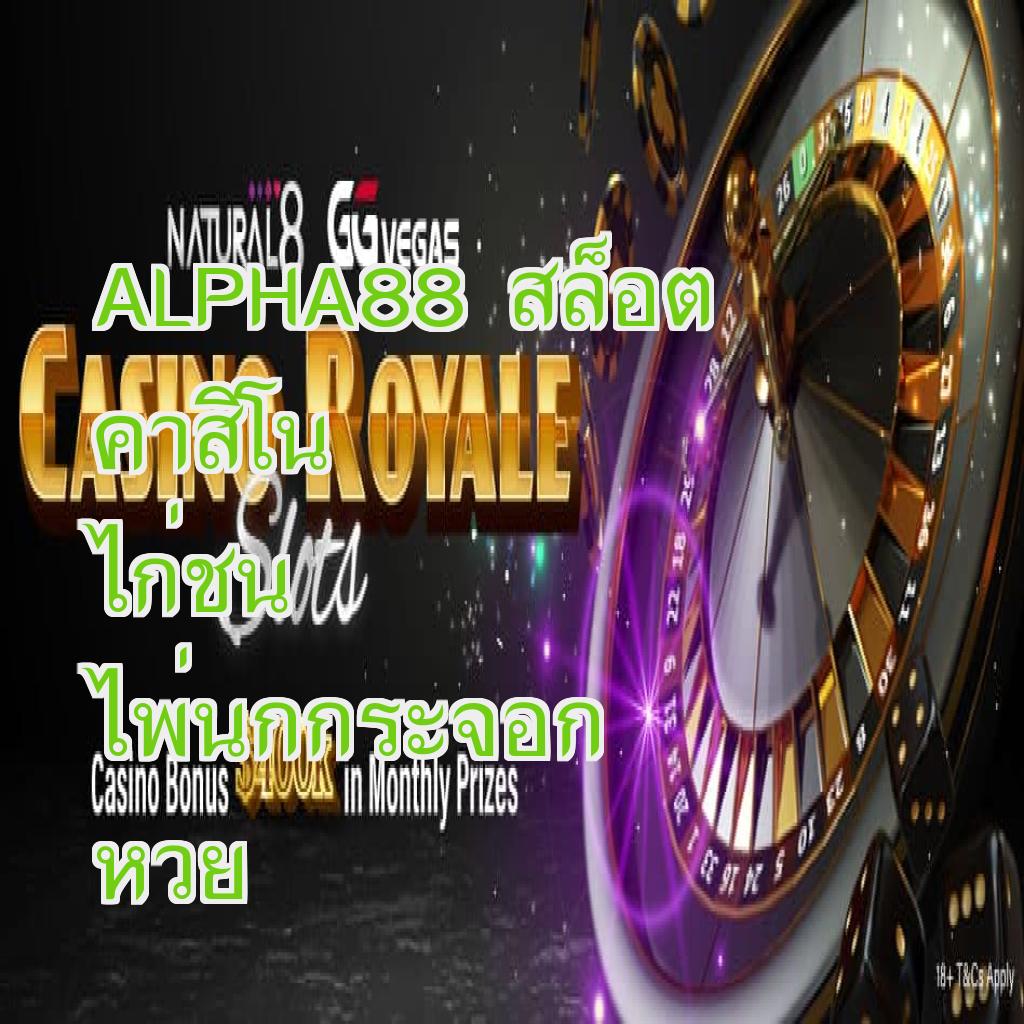 NATURAL8 GGVEGAS
ALPHA88 สล็อต
CASINO ROYALE
คาสิโน
Slots
ไก่ชน
ไพ่นกกระจอก
Casino Bonus $400K in Monthly Prizes
หวย
18+ T&Cs Apply